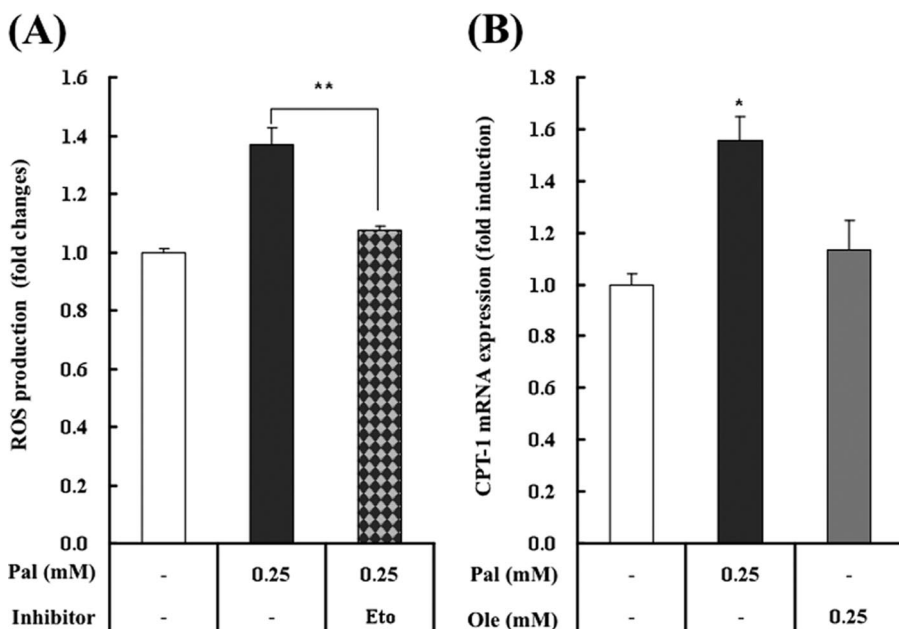 (A)
ROS production (fold changes)
1.6
1.4
1.2
1.0
0.8
0.6
0.4
0.2
0.0
**
Pal (mM) - 0.25 0.25
Inhibitor - - Eto
(B)
CPT-1 mRNA expression (fold induction)
1.8
1.6
1.4
1.2
1.0
0.8
0.6
0.4
0.2
0.0
*
Pal (mM) - 0.25 -
Ole (mM) - - 0.25